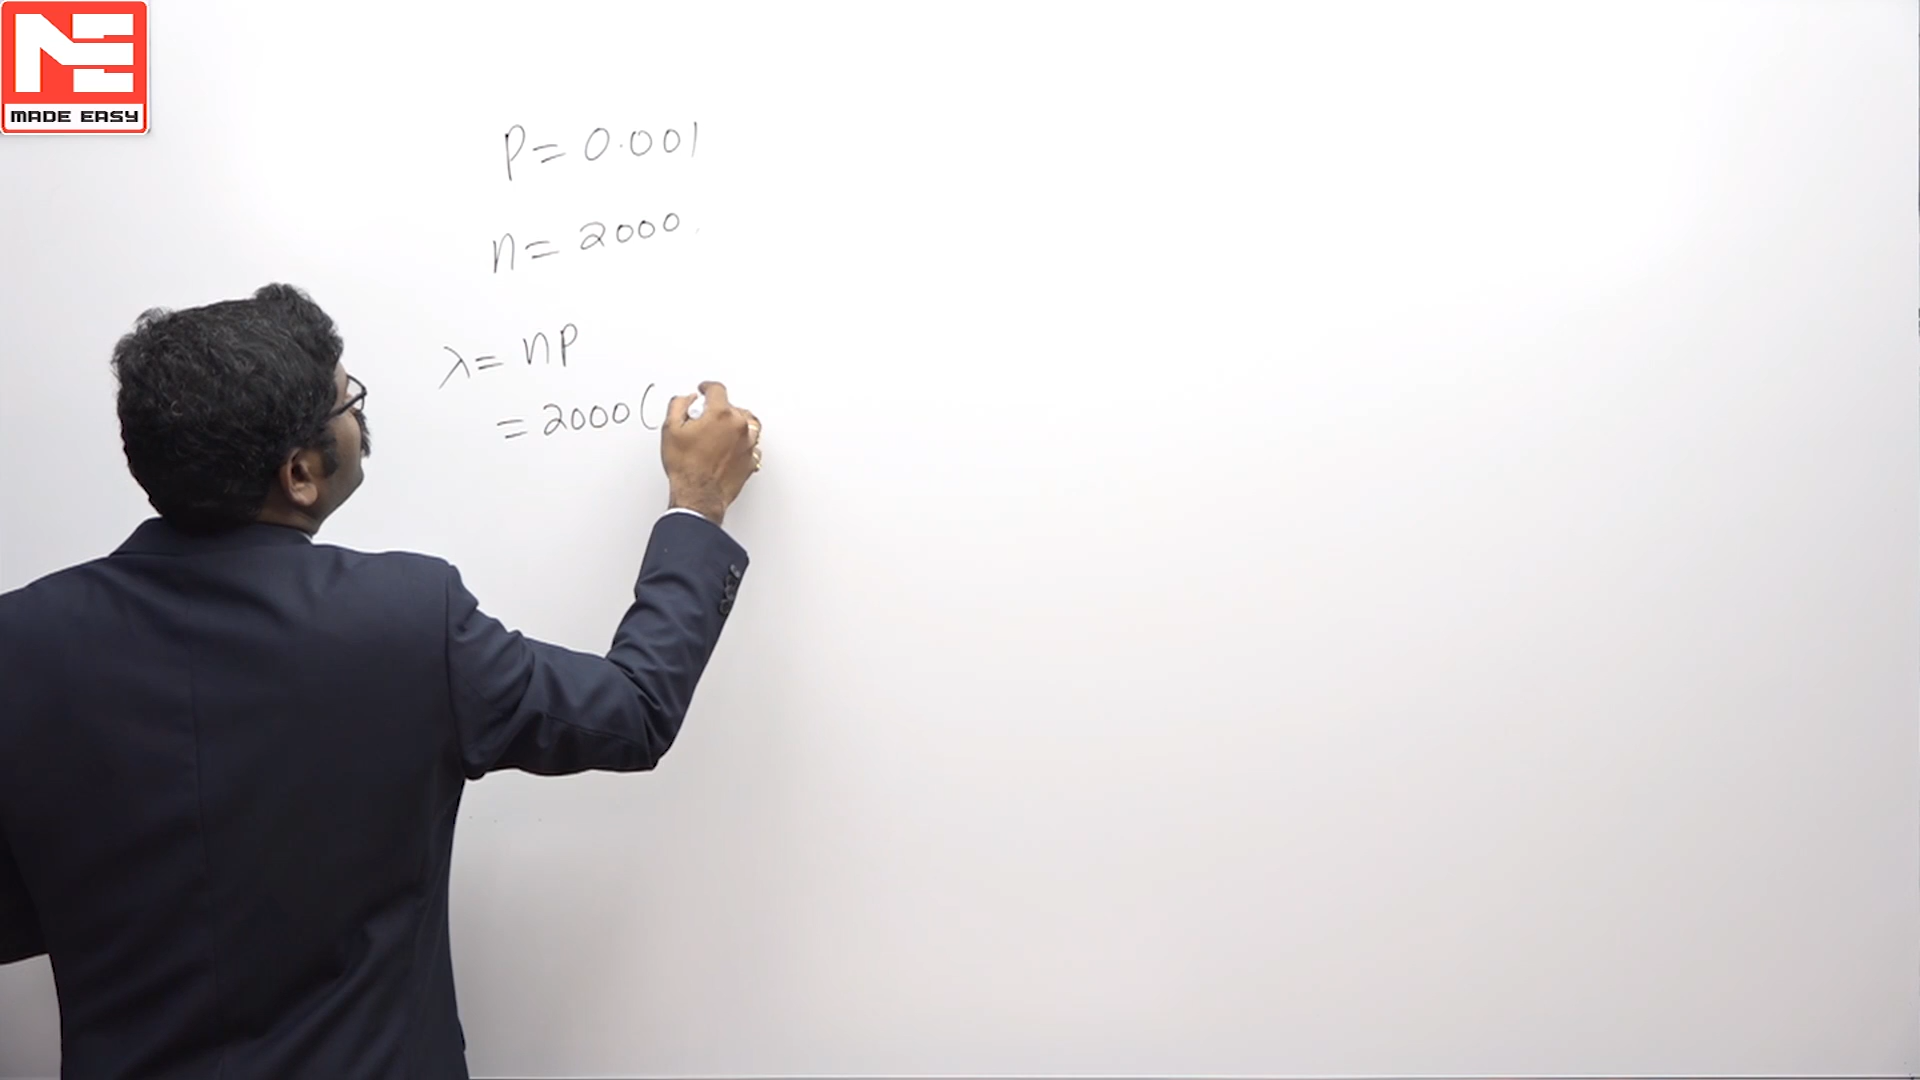 MADE EASY
P = 0.001
n = 2000
λ = np
= 2000 (